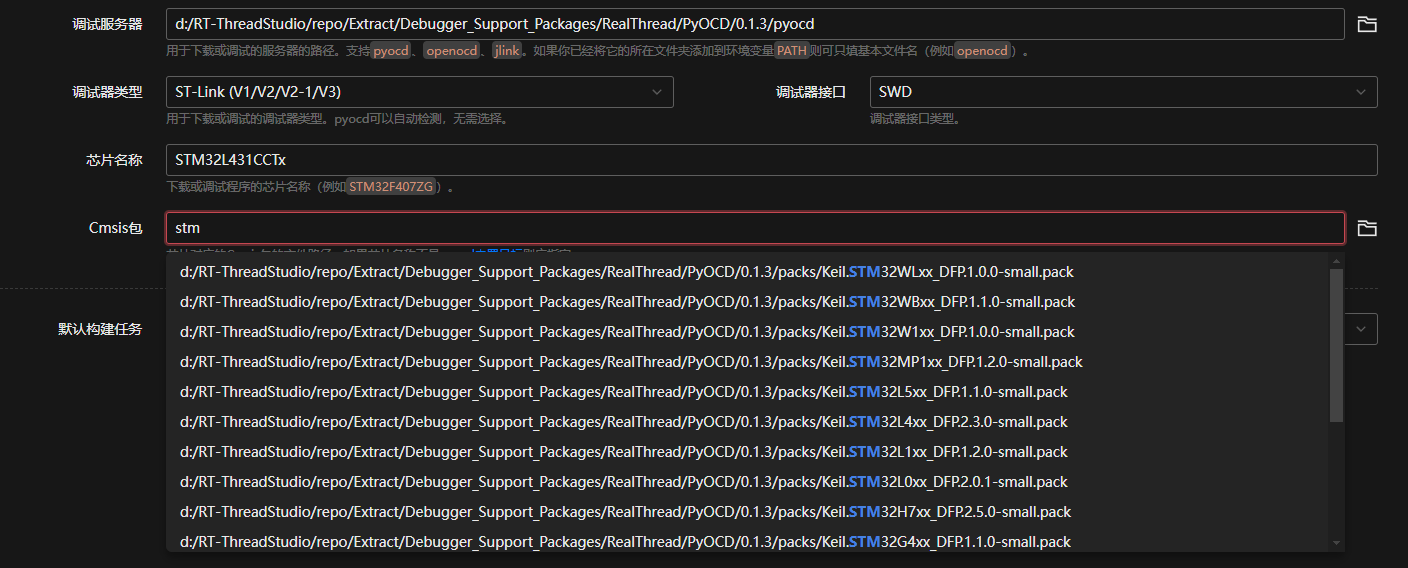 调试服务器 d:/RT-ThreadStudio/repo/Extract/Debugger_Support_Packages/RealThread/PyOCD/0.1.3/pyocd
用于下载或调试的服务器的路径。支持 pyocd 、 openocd 、 jlink 。如果你已经将它的所在文件夹添加到环境变量 PATH 则可只填基本文件名（例如 openocd ）。
调试器类型 ST-Link (V1/V2/V2-1/V3) 调试器接口 SWD
用于下载或调试的调试器类型。pyocd可以自动检测，无需选择。 调试器接口类型。
芯片名称 STM32L431CCTx
下载或调试程序的芯片名称（例如 STM32F407ZG ）。
Cmsis包 stm
d:/RT-ThreadStudio/repo/Extract/Debugger_Support_Packages/RealThread/PyOCD/0.1.3/packs/Keil.STM32WLxx_DFP.1.0.0-small.pack
d:/RT-ThreadStudio/repo/Extract/Debugger_Support_Packages/RealThread/PyOCD/0.1.3/packs/Keil.STM32WBxx_DFP.1.1.0-small.pack
d:/RT-ThreadStudio/repo/Extract/Debugger_Support_Packages/RealThread/PyOCD/0.1.3/packs/Keil.STM32W1xx_DFP.1.0.0-small.pack
默认构建任务
d:/RT-ThreadStudio/repo/Extract/Debugger_Support_Packages/RealThread/PyOCD/0.1.3/packs/Keil.STM32MP1xx_DFP.1.2.0-small.pack
d:/RT-ThreadStudio/repo/Extract/Debugger_Support_Packages/RealThread/PyOCD/0.1.3/packs/Keil.STM32L5xx_DFP.1.1.0-small.pack
d:/RT-ThreadStudio/repo/Extract/Debugger_Support_Packages/RealThread/PyOCD/0.1.3/packs/Keil.STM32L4xx_DFP.2.3.0-small.pack
d:/RT-ThreadStudio/repo/Extract/Debugger_Support_Packages/RealThread/PyOCD/0.1.3/packs/Keil.STM32L1xx_DFP.1.2.0-small.pack
d:/RT-ThreadStudio/repo/Extract/Debugger_Support_Packages/RealThread/PyOCD/0.1.3/packs/Keil.STM32L0xx_DFP.2.0.1-small.pack
d:/RT-ThreadStudio/repo/Extract/Debugger_Support_Packages/RealThread/PyOCD/0.1.3/packs/Keil.STM32H7xx_DFP.2.5.0-small.pack
d:/RT-ThreadStudio/repo/Extract/Debugger_Support_Packages/RealThread/PyOCD/0.1.3/packs/Keil.STM32G4xx_DFP.1.1.0-small.pack